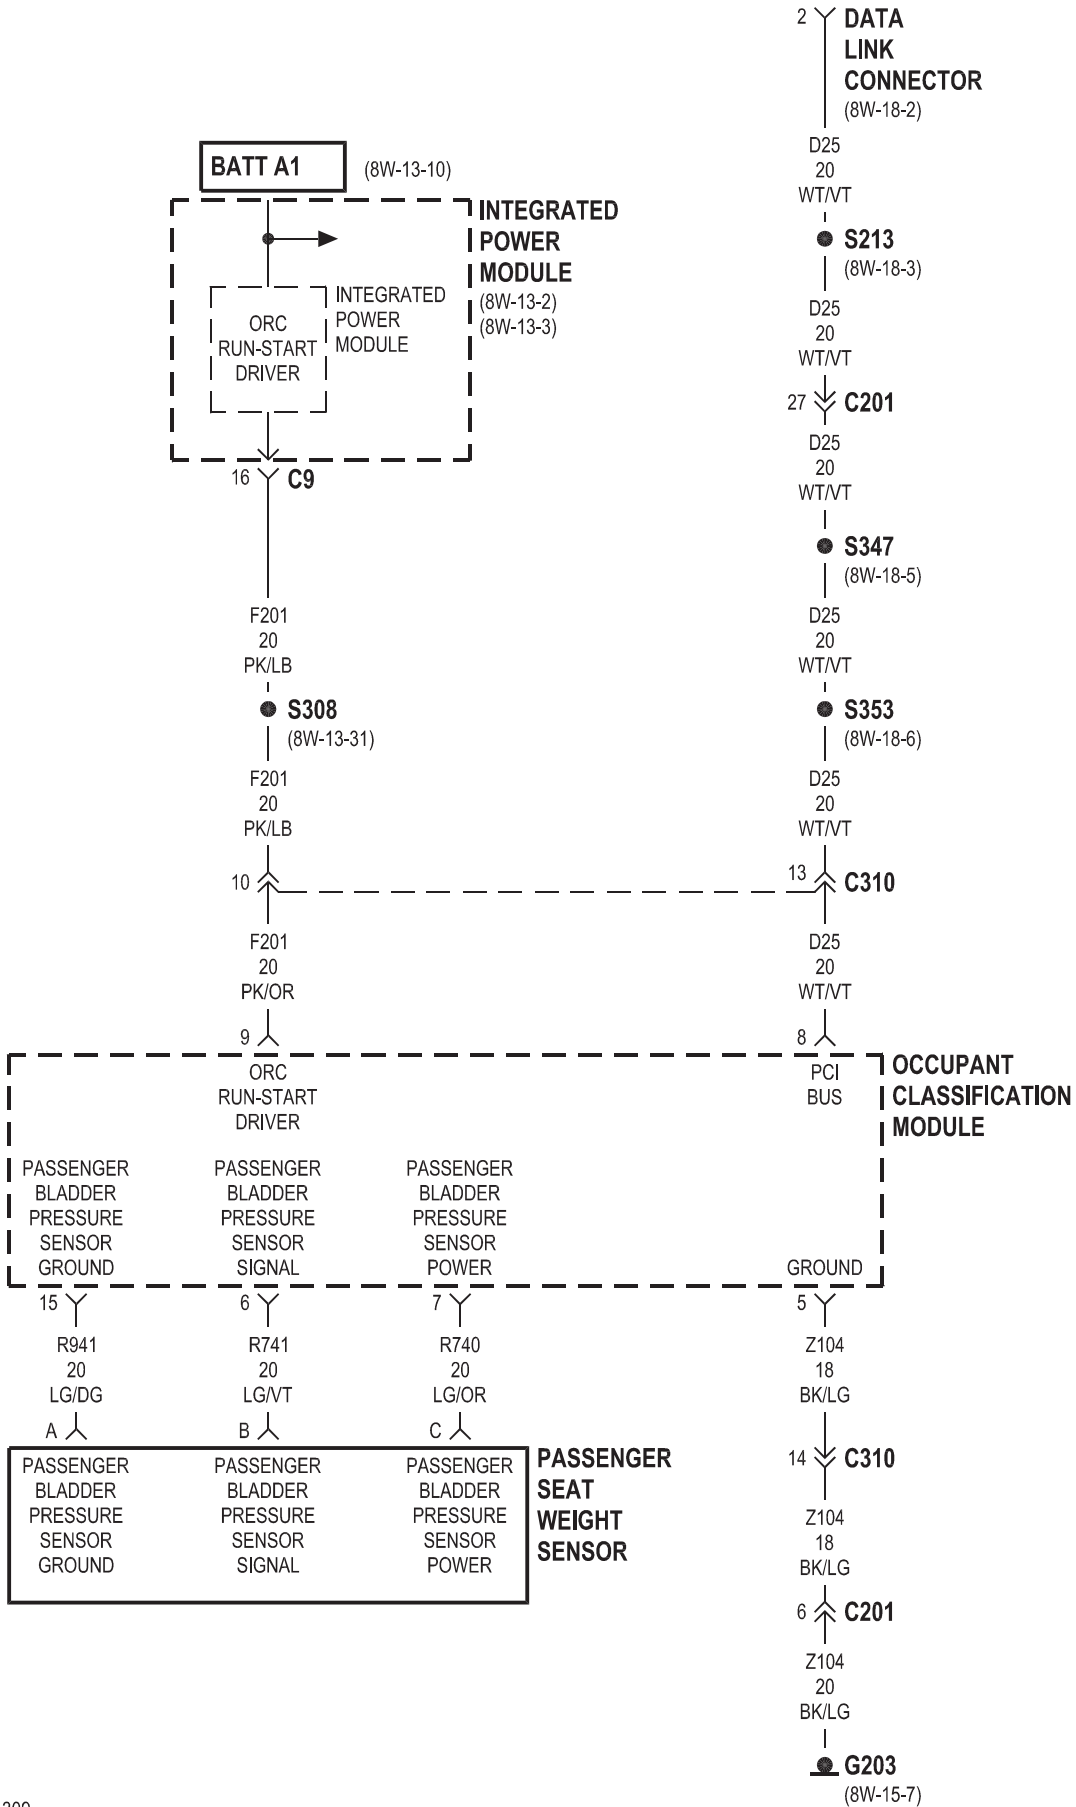 2
DATA
LINK
CONNECTOR
(8W-18-2)
D25
20
WT/VT
S213
(8W-18-3)
D25
20
WT/VT
27
C201
D25
20
WT/VT
S347
(8W-18-5)
D25
20
WT/VT
S353
(8W-18-6)
D25
20
WT/VT
13
C310
D25
20
WT/VT
8
BATT A1
(8W-13-10)
INTEGRATED
POWER
MODULE
(8W-13-2)
(8W-13-3)
INTEGRATED
POWER
MODULE
ORC
RUN-START
DRIVER
16
C9
F201
20
PK/LB
S308
(8W-13-31)
F201
20
PK/LB
10
F201
20
PK/OR
9
ORC
RUN-START
DRIVER
PCI
BUS
OCCUPANT
CLASSIFICATION
MODULE
PASSENGER
BLADDER
PRESSURE
SENSOR
GROUND
PASSENGER
BLADDER
PRESSURE
SENSOR
SIGNAL
PASSENGER
BLADDER
PRESSURE
SENSOR
POWER
GROUND
15
R941
20
LG/DG
A
6
R741
20
LG/VT
B
7
R740
20
LG/OR
C
PASSENGER
BLADDER
PRESSURE
SENSOR
GROUND
PASSENGER
BLADDER
PRESSURE
SENSOR
SIGNAL
PASSENGER
BLADDER
PRESSURE
SENSOR
POWER
PASSENGER
SEAT
WEIGHT
SENSOR
5
Z104
18
BK/LG
14
C310
Z104
18
BK/LG
6
C201
Z104
20
BK/LG
G203
(8W-15-7)